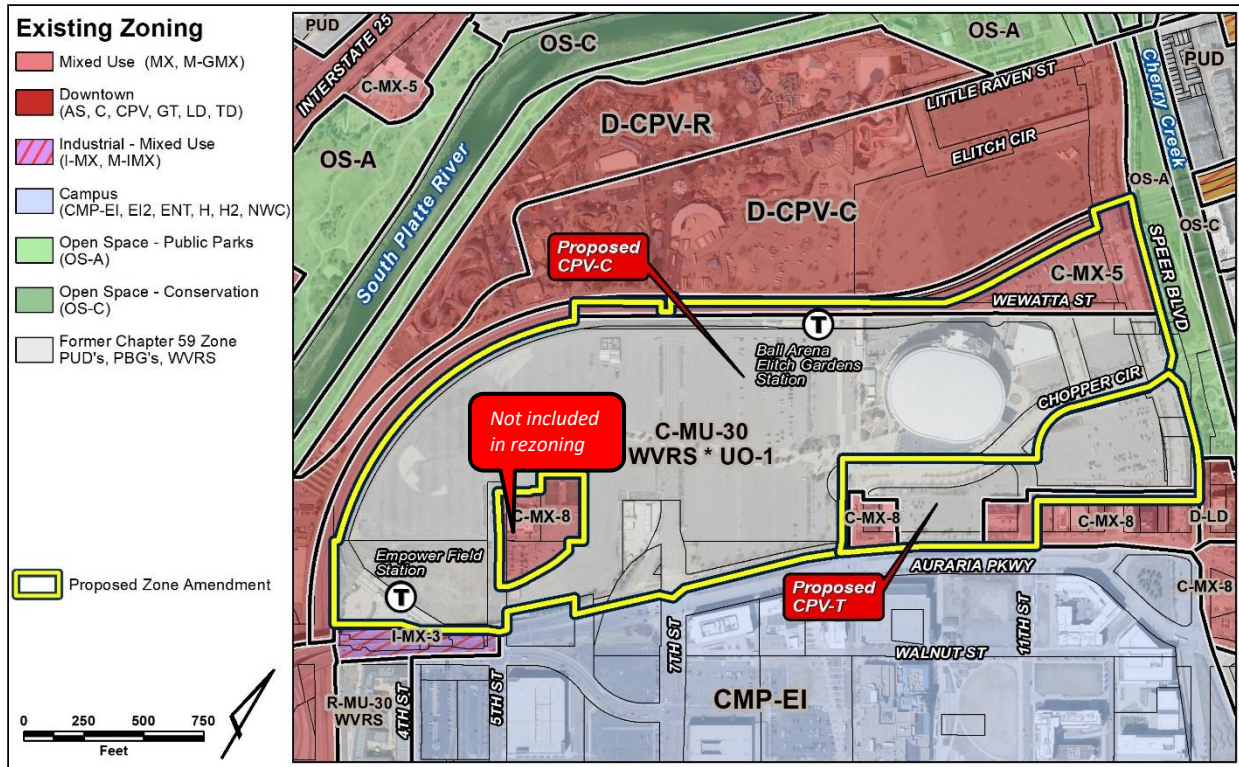 Existing Zoning
Mixed Use (MX, M-GMX)
Downtown
(AS, C, CPV, GT, LD, TD)
Industrial - Mixed Use
(I-MX, M-IMX)
Campus
(CMP-EI, EI2, ENT, H, H2, NWC)
Open Space - Public Parks
(OS-A)
Open Space - Conservation
(OS-C)
Former Chapter 59 Zone
PUD's, PBG's, WVRS
Proposed Zone Amendment
0 250 500 750
Feet
PUD
INTERSTATE 25
C-MX-5
OS-C
OS-A
Cherry Creek
PUD
OS-A
South Platte River
D-CPV-R
LITTLE RAVEN ST
ELITCH CIR
OS-A
OS-C
D-CPV-C
Proposed
CPV-C
SPEER BLVD
C-MX-5
WEWATTA ST
T
Ball Arena
Elitch Gardens
Station
CHOPPER CIR
Not included
in rezoning
C-MU-30
WVRS * UO-1
C-MX-8
C-MX-8
C-MX-8
D-LD
Empower Field
Station
T
AURARIA PKWY
Proposed
CPV-T
C-MX-8
I-MX-3
7TH ST
11TH ST
WALNUT ST
R-MU-30
WVRS
4TH ST
5TH ST
CMP-EI